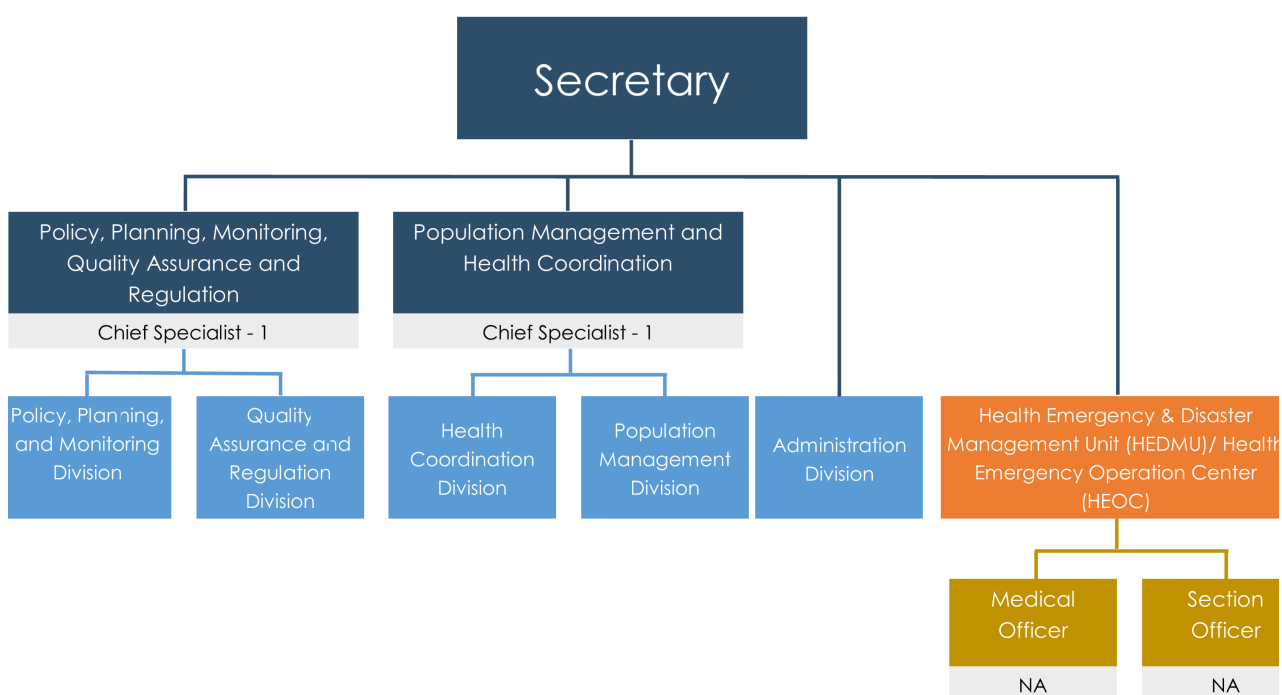 Secretary
Policy, Planning, Monitoring,
Quality Assurance and
Regulation
Chief Specialist - 1
Population Management and
Health Coordination
Chief Specialist - 1
Policy, Planning,
and Monitoring
Division
Quality
Assurance and
Regulation
Division
Health
Coordination
Division
Population
Management
Division
Administration
Division
Health Emergency & Disaster
Management Unit (HEDMU)/ Health
Emergency Operation Center
(HEOC)
Medical
Officer
NA
Section
Officer
NA